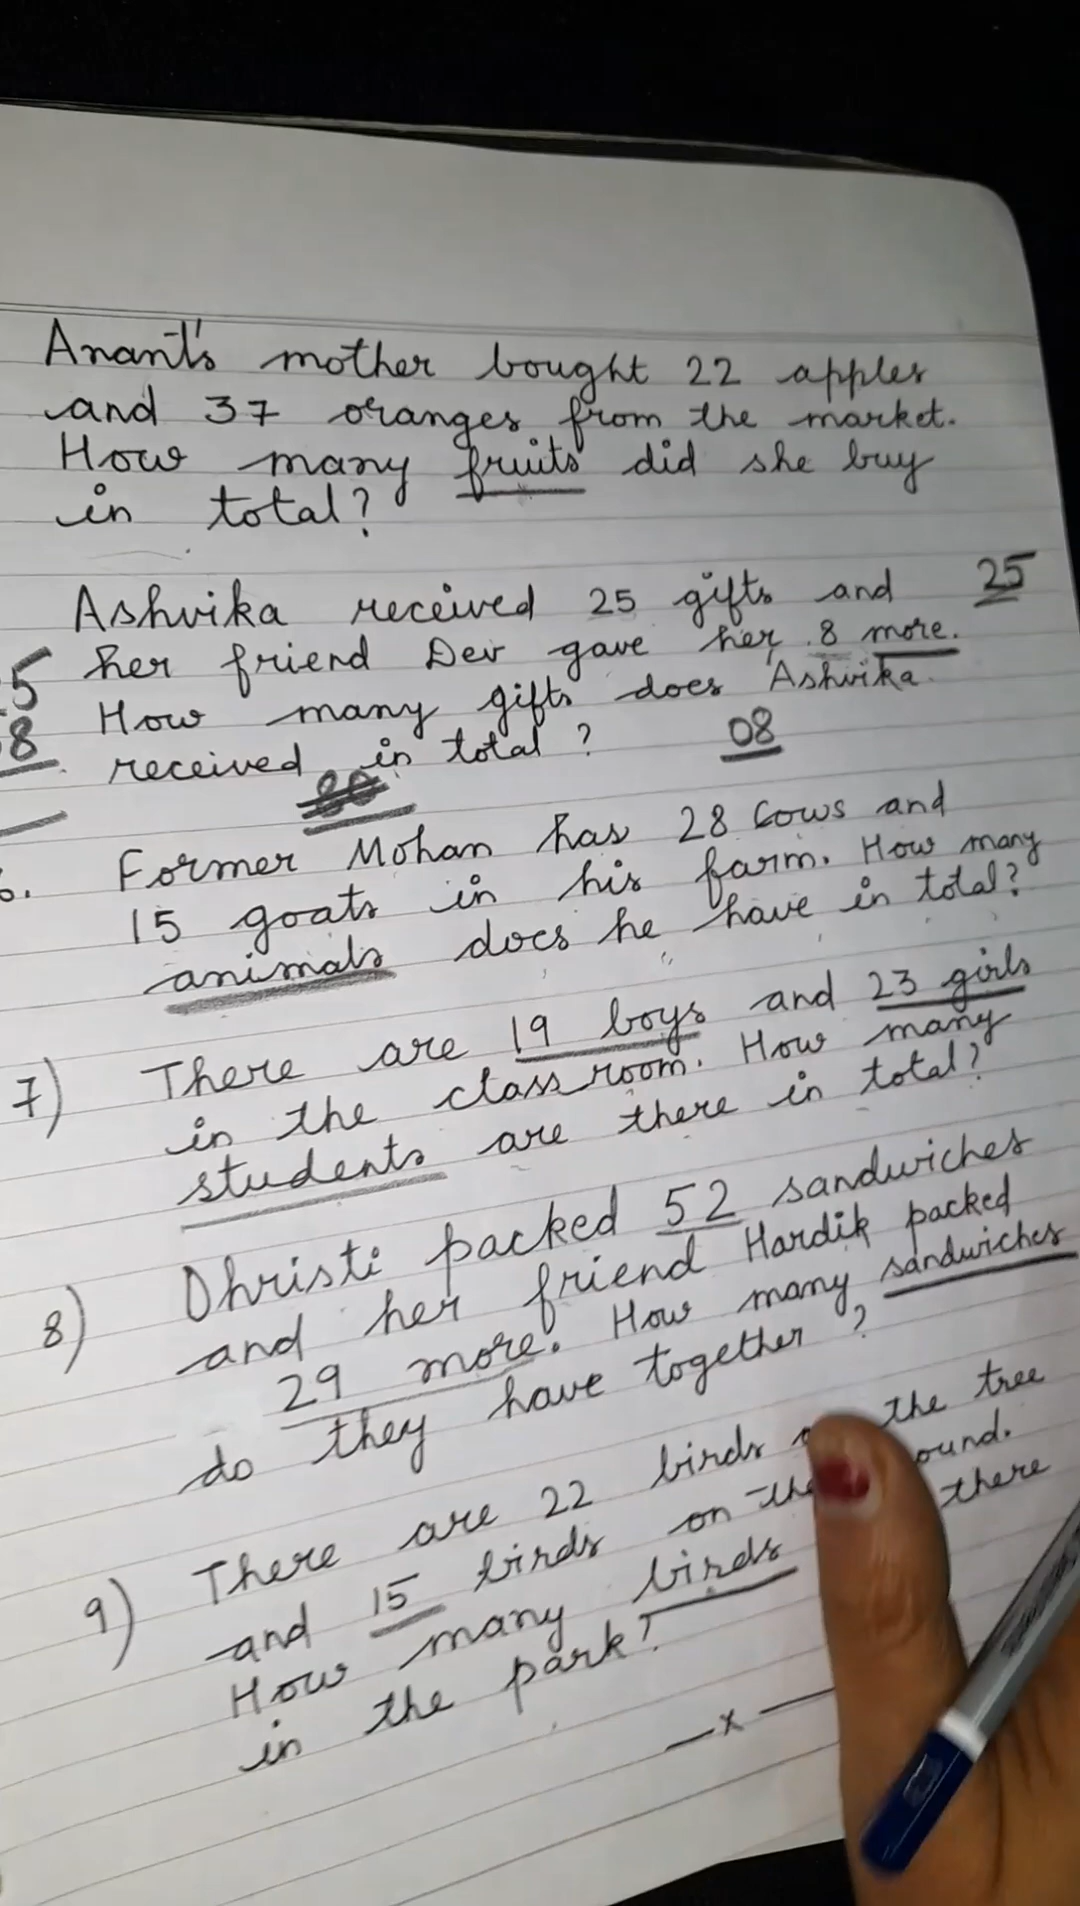 Anant's mother bought 22 apples
and 37 oranges from the market.
How many fruits did she buy
in total?
Ashvika received 25 gifts and 25
her friend Dev gave her 8 more.
5
How many gifts does Ashvika
8
received in total? 08
6. Former Mohan has 28 Cows and
15 goats in his farm. How many
animals does he have in total?
7) There are 19 boys and 23 girls
in the class room. How many
students are there in total?
8) Dhristi packed 52 sandwiches
and her friend Hardik packed
29 more. How many sandwiches
do they have together?
9) There are 22 birds the tree
and 15 birds on the ound.
How many birds there
in the park?
—x—